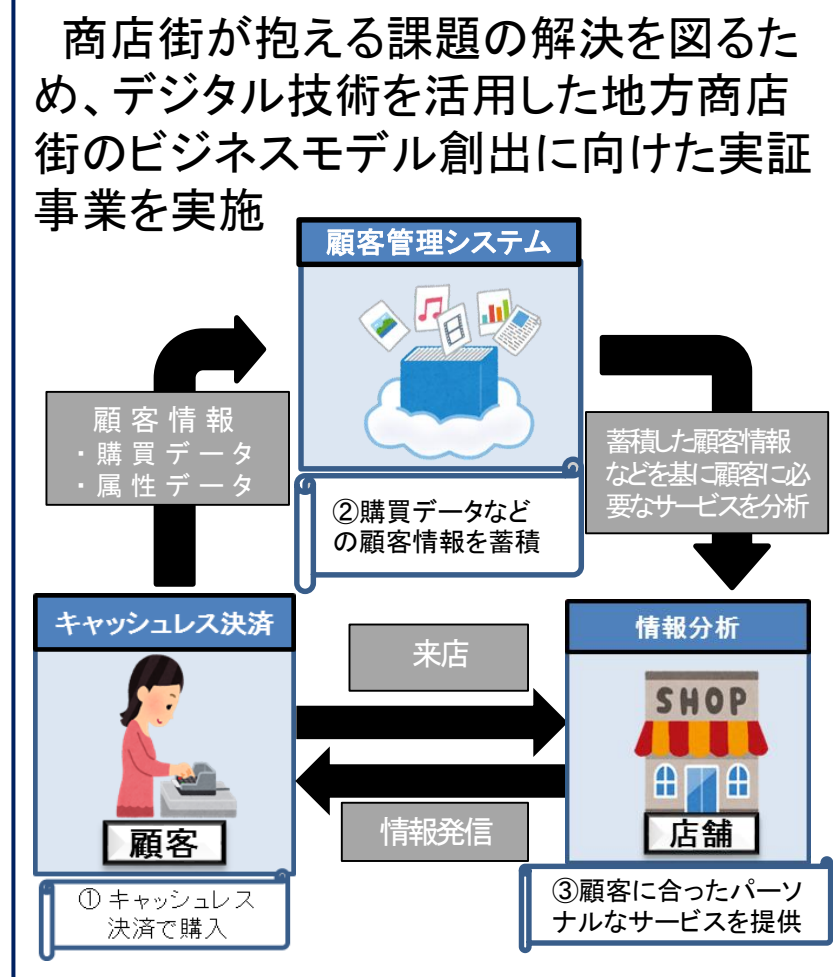 商店街が抱える課題の解決を図るた
め、デジタル技術を活用した地方商店
街のビジネスモデル創出に向けた実証
事業を実施
顧客管理システム
顧客情報
・購買データ
・属性データ
蓄積した顧客情報
などを基に顧客に必
要なサービスを分析
②購買データなど
の顧客情報を蓄積
キャッシュレス決済
来店
情報分析
SHOP
情報発信
顧客
店舗
①キャッシュレス
決済で購入
③顧客に合ったパーソ
ナルなサービスを提供